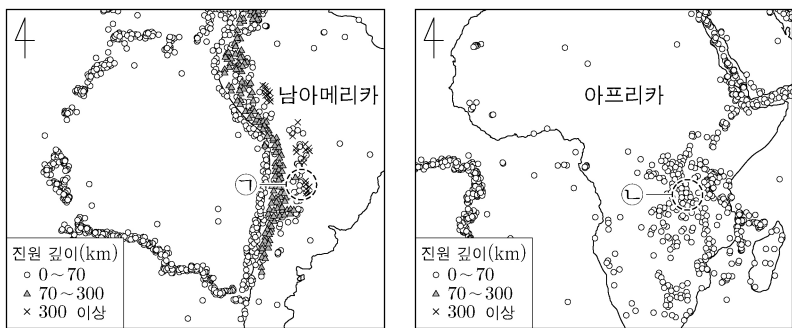 남아메리카
㉠
진원 깊이(km)
○ 0～70
▲ 70～300
× 300 이상
아프리카
㉡
진원 깊이(km)
○ 0～70
▲ 70～300
× 300 이상